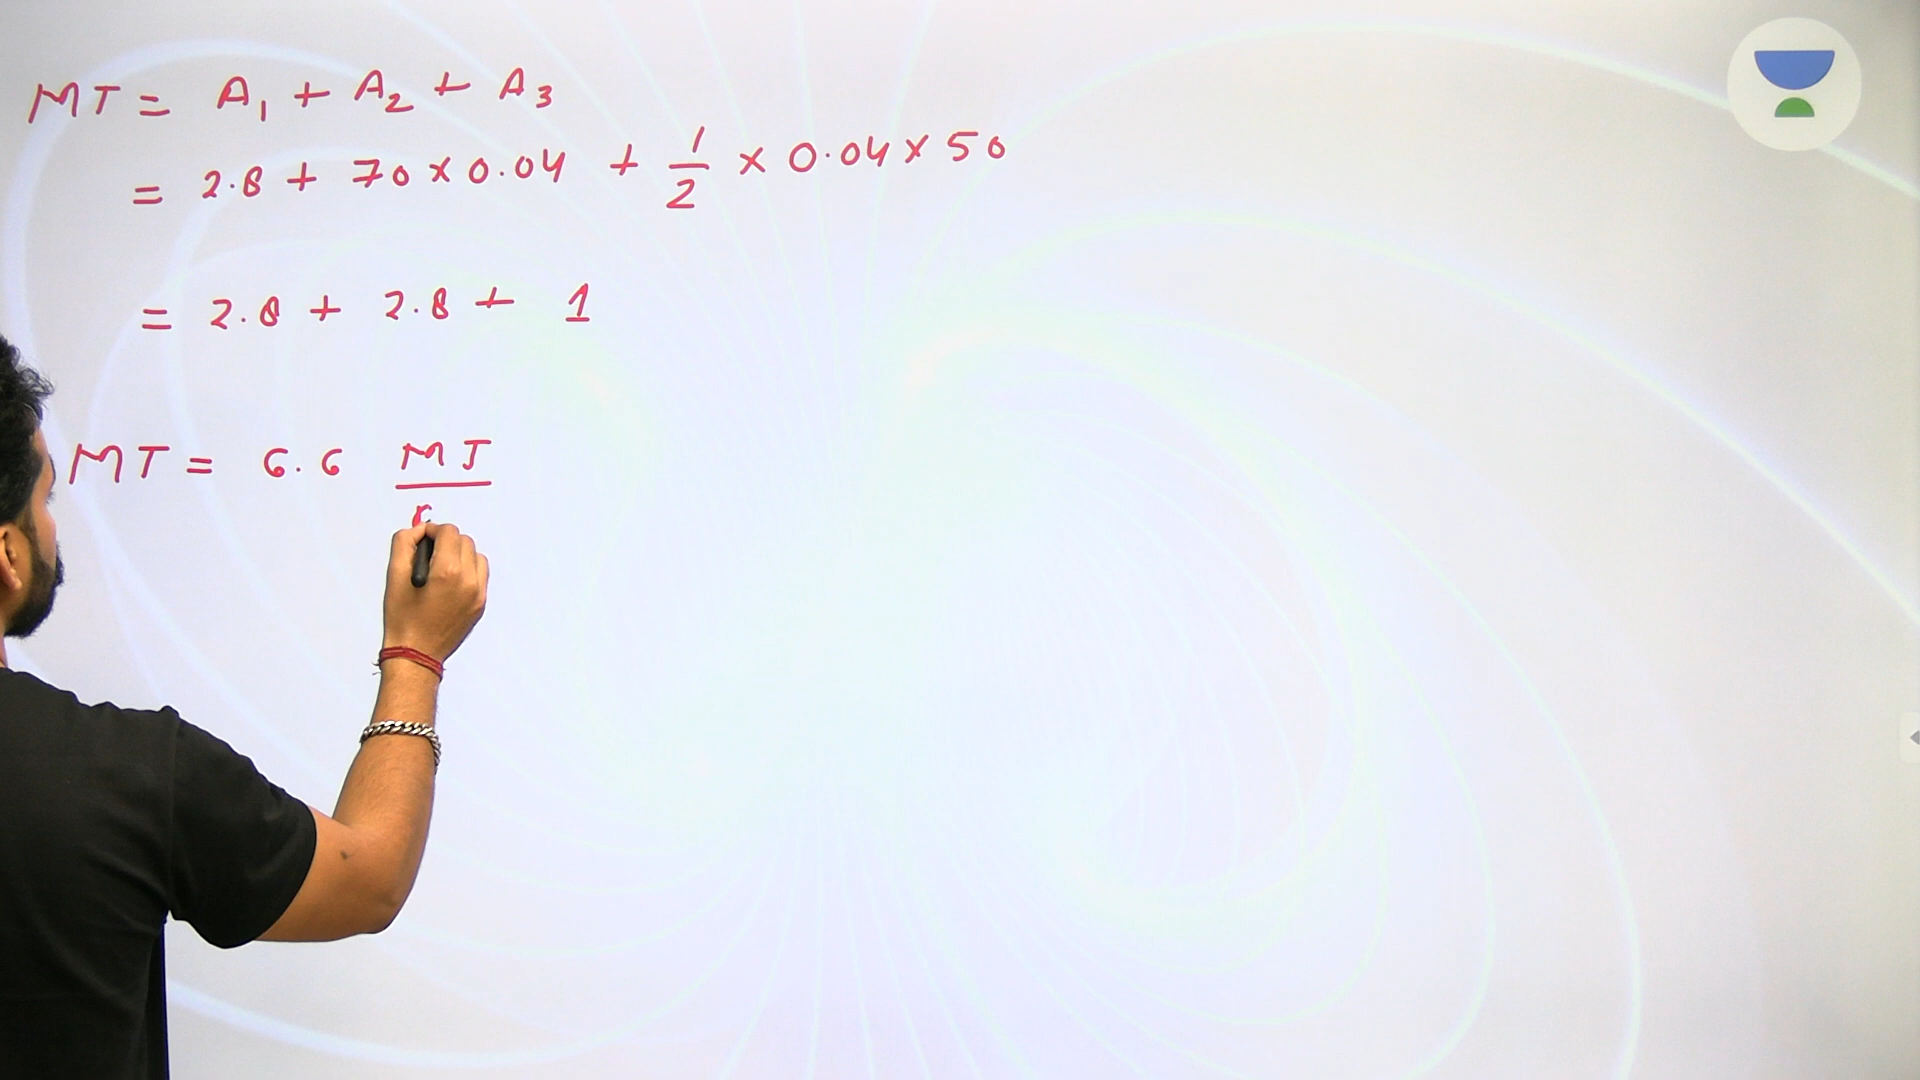 MT = A₁ + A₂ + A₃
= 2.8 + 70 × 0.04 + 1/2 × 0.04 × 50
= 2.8 + 2.8 + 1
MT = 6.6 MJ